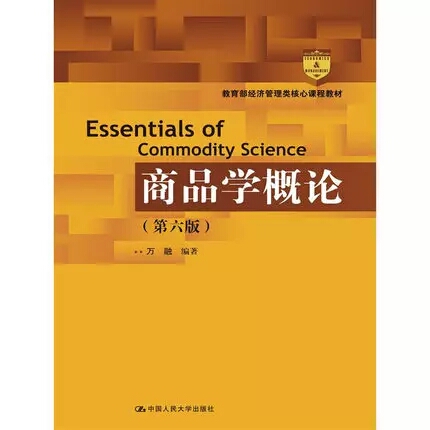 ECONOMICS
&
MANAGEMENT
教育部经济管理类核心课程教材
Essentials of
Commodity Science
商品学概论
（第六版）
万 融 编著
中国人民大学出版社